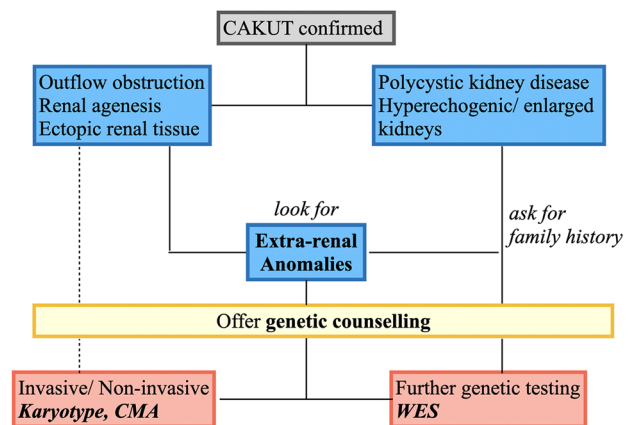 CAKUT confirmed
Outflow obstruction
Renal agenesis
Ectopic renal tissue
Polycystic kidney disease
Hyperechogenic/ enlarged
kidneys
look for
ask for
family history
Extra-renal
Anomalies
Offer genetic counselling
Invasive/ Non-invasive
Karyotype, CMA
Further genetic testing
WES